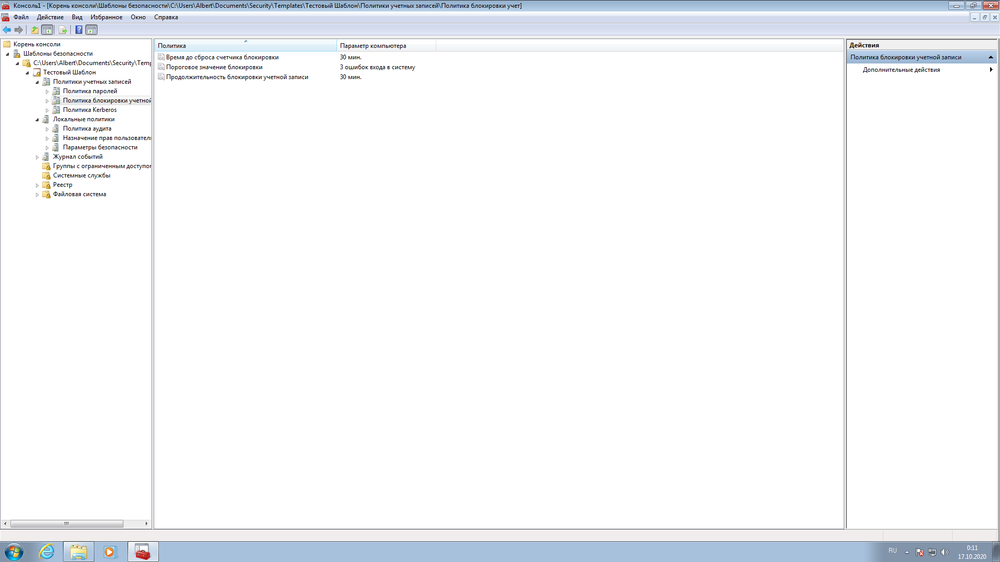 Консоль1 - [Корень консоли\Шаблоны безопасности\C:\Users\Albert\Documents\Security\Templates\Тестовый Шаблон\Политики учетных записей\Политика блокировки учет]
Файл Действие Вид Избранное Окно Справка
Корень консоли
Шаблоны безопасности
C:\Users\Albert\Documents\Security\Temp
Тестовый Шаблон
Политики учетных записей
Политика паролей
Политика блокировки учетной
Политика Kerberos
Локальные политики
Политика аудита
Назначение прав пользователя
Параметры безопасности
Журнал событий
Группы с ограниченным доступом
Системные службы
Реестр
Файловая система
Политика Параметр компьютера
Время до сброса счетчика блокировки 30 мин.
Пороговое значение блокировки 3 ошибок входа в систему
Продолжительность блокировки учетной записи 30 мин.
Действия
Политика блокировки учетной записи
Дополнительные действия
RU
0:11
17.10.2020